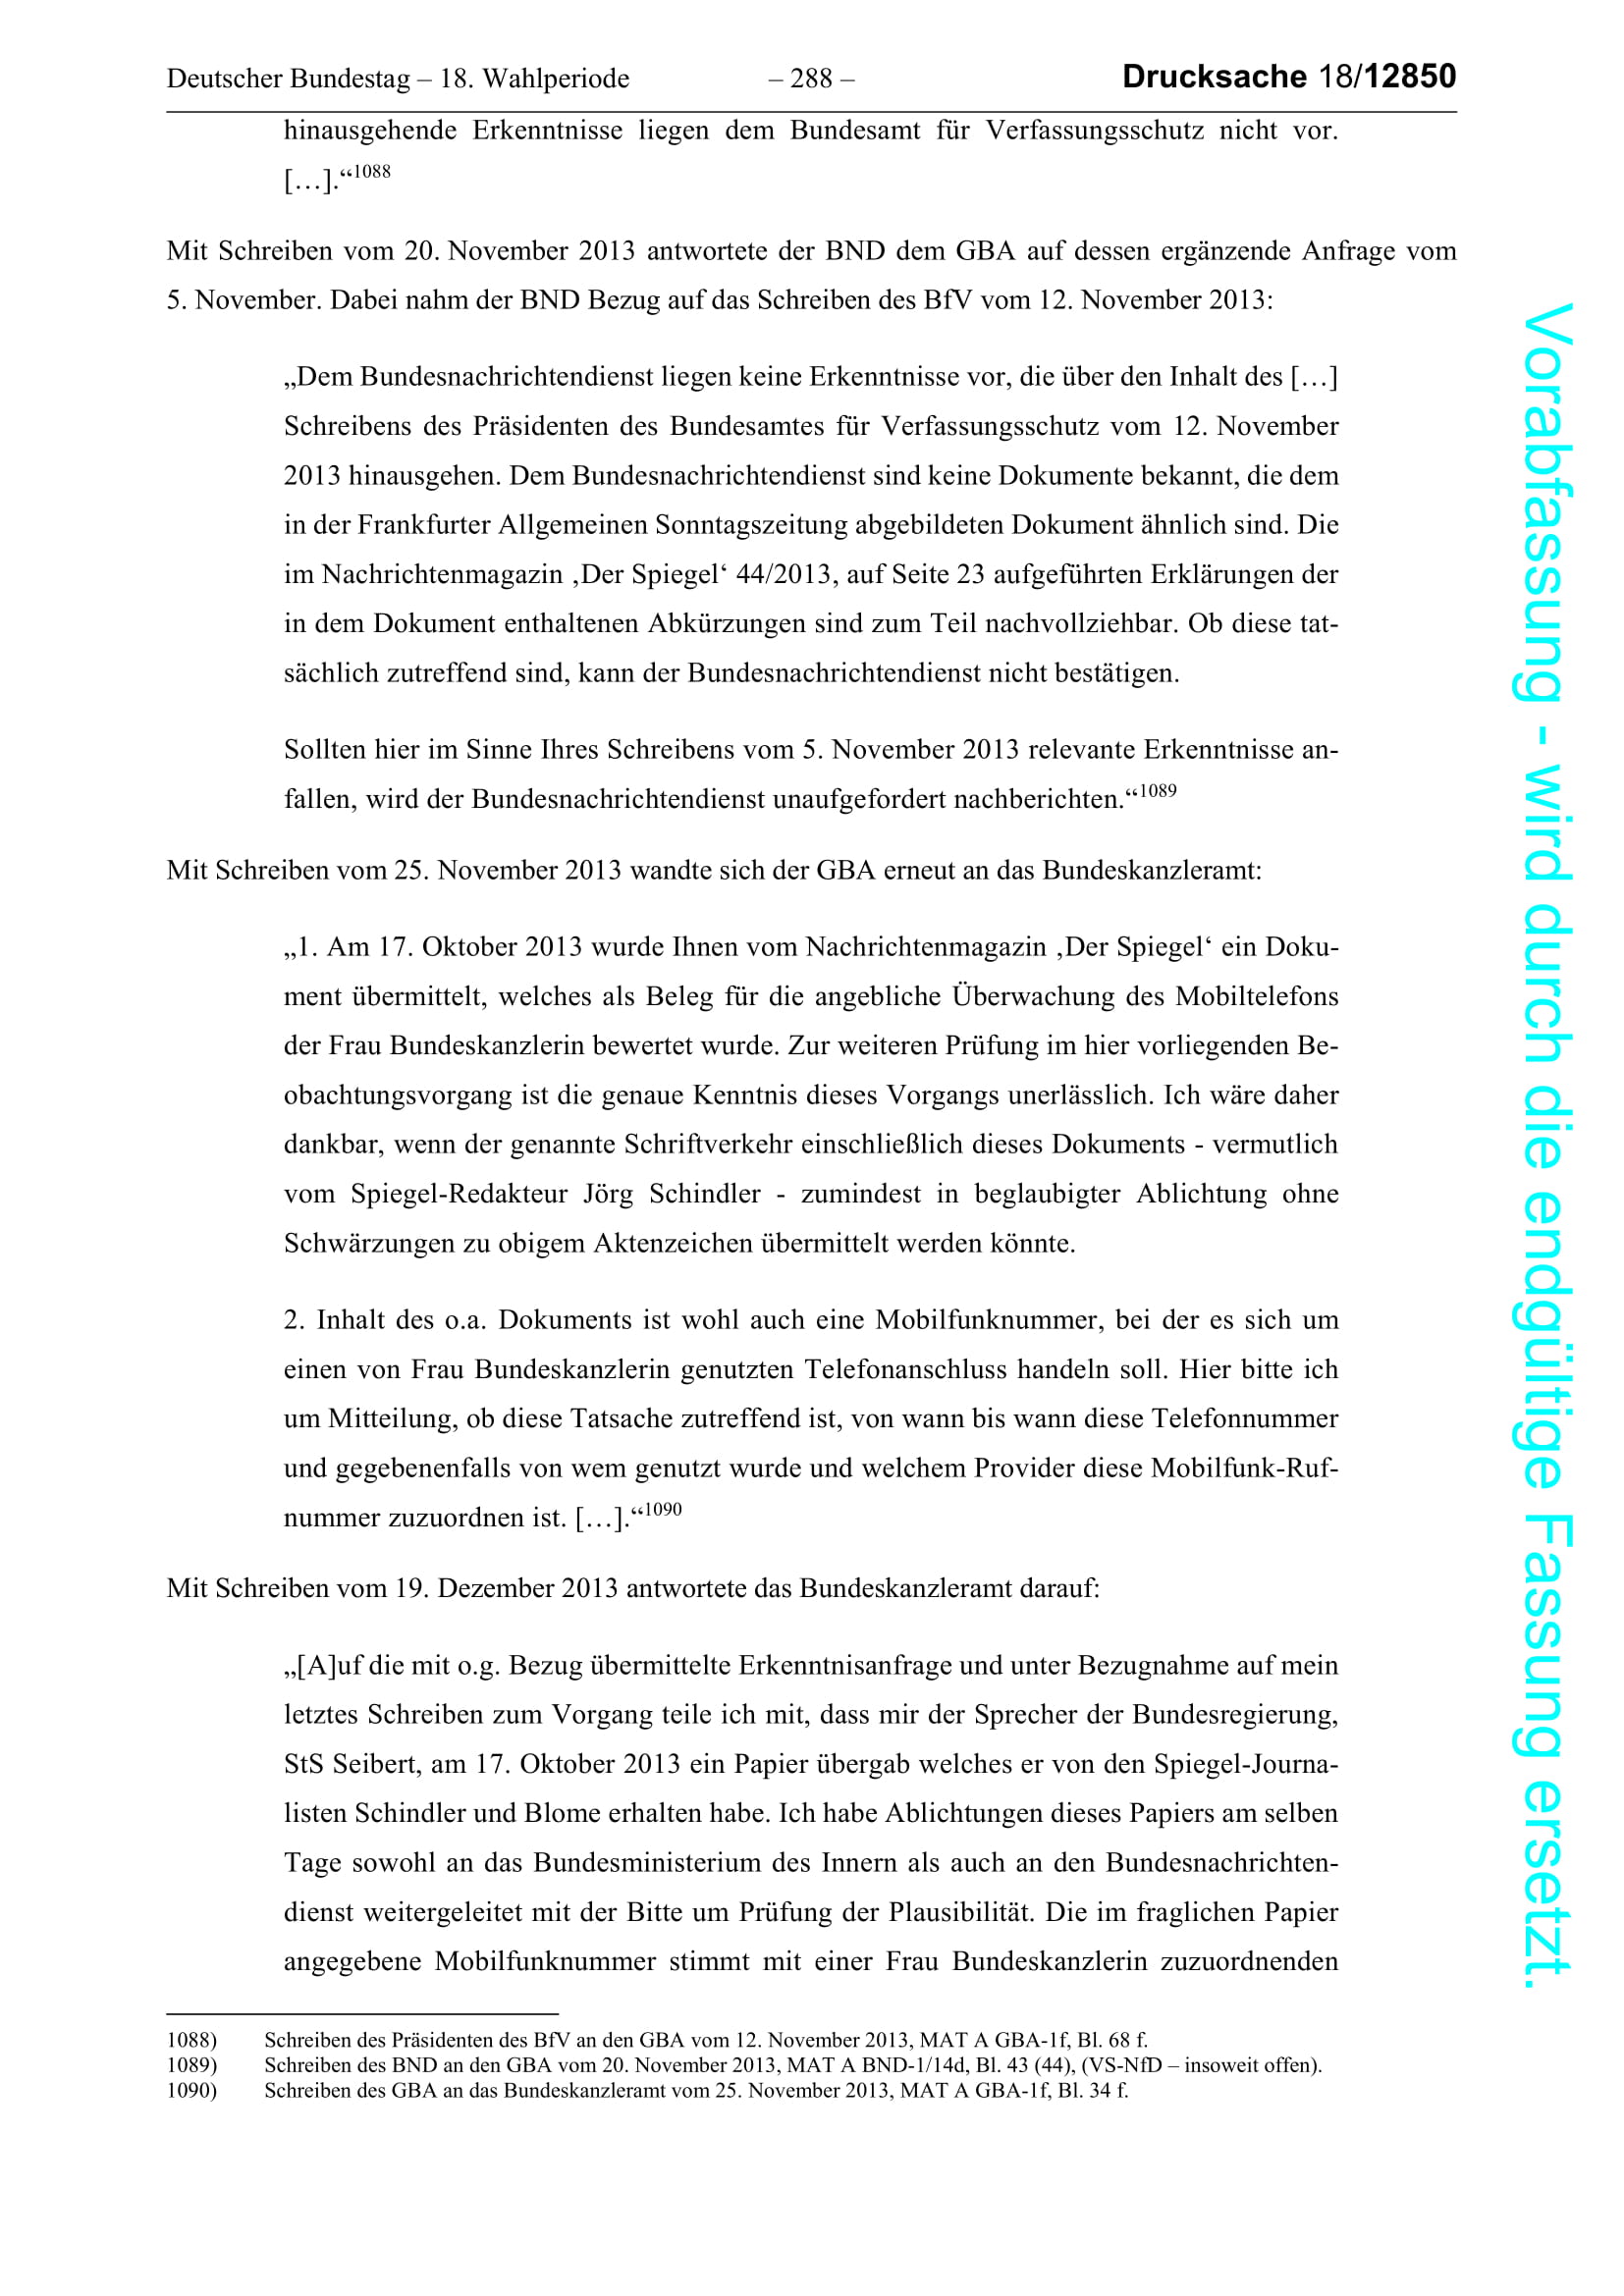 Deutscher Bundestag – 18. Wahlperiode – 288 – Drucksache 18/12850
hinausgehende Erkenntnisse liegen dem Bundesamt für Verfassungsschutz nicht vor.
[…].“1088
Mit Schreiben vom 20. November 2013 antwortete der BND dem GBA auf dessen ergänzende Anfrage vom
5. November. Dabei nahm der BND Bezug auf das Schreiben des BfV vom 12. November 2013:
„Dem Bundesnachrichtendienst liegen keine Erkenntnisse vor, die über den Inhalt des […]
Schreibens des Präsidenten des Bundesamtes für Verfassungsschutz vom 12. November
2013 hinausgehen. Dem Bundesnachrichtendienst sind keine Dokumente bekannt, die dem
in der Frankfurter Allgemeinen Sonntagszeitung abgebildeten Dokument ähnlich sind. Die
im Nachrichtenmagazin ‚Der Spiegel‘ 44/2013, auf Seite 23 aufgeführten Erklärungen der
in dem Dokument enthaltenen Abkürzungen sind zum Teil nachvollziehbar. Ob diese tat-
sächlich zutreffend sind, kann der Bundesnachrichtendienst nicht bestätigen.
Sollten hier im Sinne Ihres Schreibens vom 5. November 2013 relevante Erkenntnisse an-
fallen, wird der Bundesnachrichtendienst unaufgefordert nachberichten.“1089
Mit Schreiben vom 25. November 2013 wandte sich der GBA erneut an das Bundeskanzleramt:
„1. Am 17. Oktober 2013 wurde Ihnen vom Nachrichtenmagazin ‚Der Spiegel‘ ein Doku-
ment übermittelt, welches als Beleg für die angebliche Überwachung des Mobiltelefons
der Frau Bundeskanzlerin bewertet wurde. Zur weiteren Prüfung im hier vorliegenden Be-
obachtungsvorgang ist die genaue Kenntnis dieses Vorgangs unerlässlich. Ich wäre daher
dankbar, wenn der genannte Schriftverkehr einschließlich dieses Dokuments - vermutlich
vom Spiegel-Redakteur Jörg Schindler - zumindest in beglaubigter Ablichtung ohne
Schwärzungen zu obigem Aktenzeichen übermittelt werden könnte.
2. Inhalt des o.a. Dokuments ist wohl auch eine Mobilfunknummer, bei der es sich um
einen von Frau Bundeskanzlerin genutzten Telefonanschluss handeln soll. Hier bitte ich
um Mitteilung, ob diese Tatsache zutreffend ist, von wann bis wann diese Telefonnummer
und gegebenenfalls von wem genutzt wurde und welchem Provider diese Mobilfunk-Ruf-
nummer zuzuordnen ist. […].“1090
Mit Schreiben vom 19. Dezember 2013 antwortete das Bundeskanzleramt darauf:
„[A]uf die mit o.g. Bezug übermittelte Erkenntnisanfrage und unter Bezugnahme auf mein
letztes Schreiben zum Vorgang teile ich mit, dass mir der Sprecher der Bundesregierung,
StS Seibert, am 17. Oktober 2013 ein Papier übergab welches er von den Spiegel-Journa-
listen Schindler und Blome erhalten habe. Ich habe Ablichtungen dieses Papiers am selben
Tage sowohl an das Bundesministerium des Innern als auch an den Bundesnachrichten-
dienst weitergeleitet mit der Bitte um Prüfung der Plausibilität. Die im fraglichen Papier
angegebene Mobilfunknummer stimmt mit einer Frau Bundeskanzlerin zuzuordnenden
1088) Schreiben des Präsidenten des BfV an den GBA vom 12. November 2013, MAT A GBA-1f, Bl. 68 f.
1089) Schreiben des BND an den GBA vom 20. November 2013, MAT A BND-1/14d, Bl. 43 (44), (VS-NfD – insoweit offen).
1090) Schreiben des GBA an das Bundeskanzleramt vom 25. November 2013, MAT A GBA-1f, Bl. 34 f.
Vorabfassung - wird durch die endgültige Fassung ersetzt.